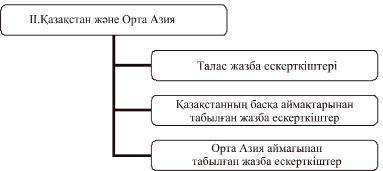 II.Қазақстан және Орта Азия
Талас жазба ескерткіштері
Қазақстанның басқа аймақтарынан
табылған жазба ескерткіштер
Орта Азия аймағынан
табылған жазба ескерткіштер